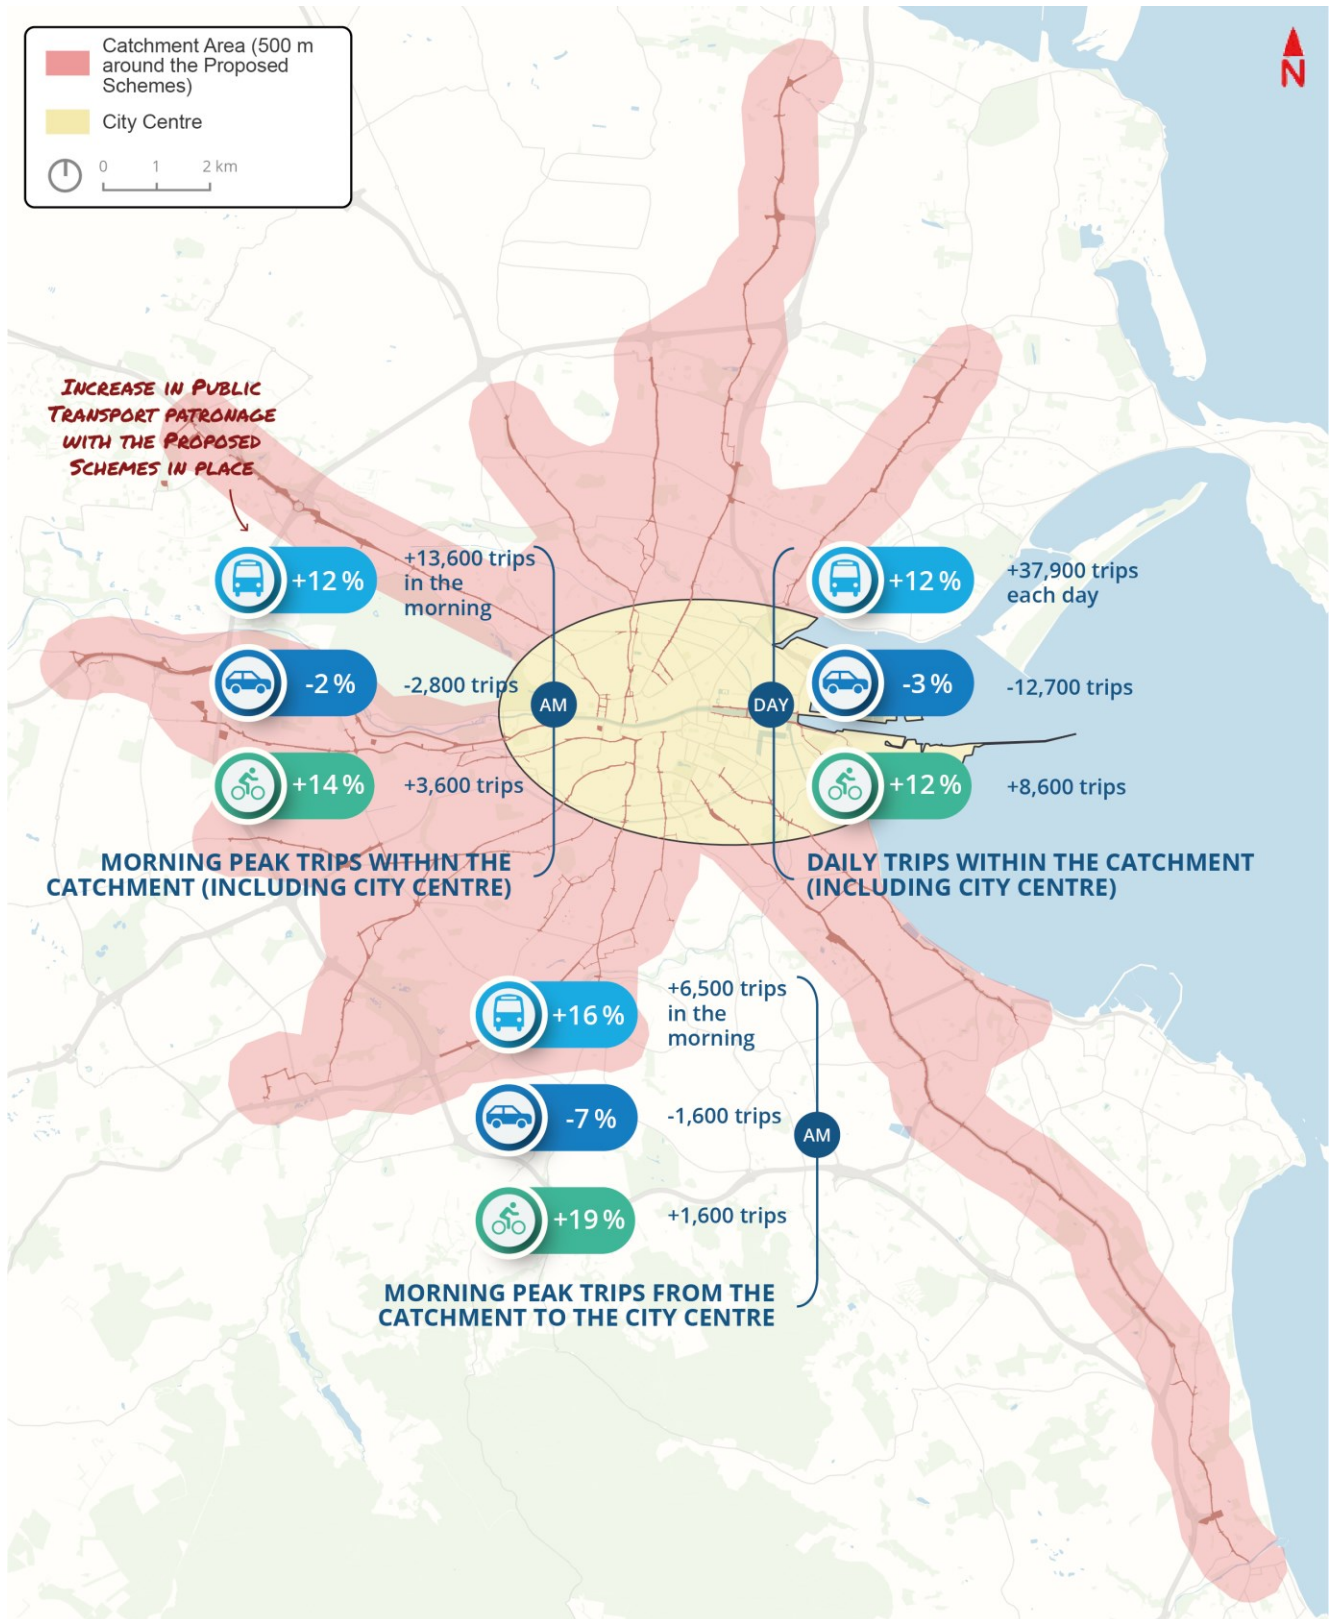 Catchment Area (500 m
around the Proposed
Schemes)
City Centre
0 1 2 km
N
INCREASE IN PUBLIC
TRANSPORT PATRONAGE
WITH THE PROPOSED
SCHEMES IN PLACE
+12 %
+13,600 trips
in the
morning
-2 %
-2,800 trips
+14 %
+3,600 trips
AM
MORNING PEAK TRIPS WITHIN THE
CATCHMENT (INCLUDING CITY CENTRE)
DAY
+12 %
+37,900 trips
each day
-3 %
-12,700 trips
+12 %
+8,600 trips
DAILY TRIPS WITHIN THE CATCHMENT
(INCLUDING CITY CENTRE)
+16 %
+6,500 trips
in the
morning
-7 %
-1,600 trips
AM
+19 %
+1,600 trips
MORNING PEAK TRIPS FROM THE
CATCHMENT TO THE CITY CENTRE